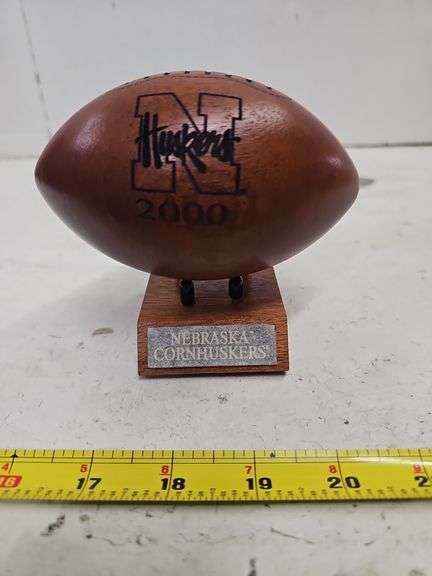 N
Huskers
2000
NEBRASKA
CORNHUSKERS
4 5 6 7 8 9
16 17 18 19 20